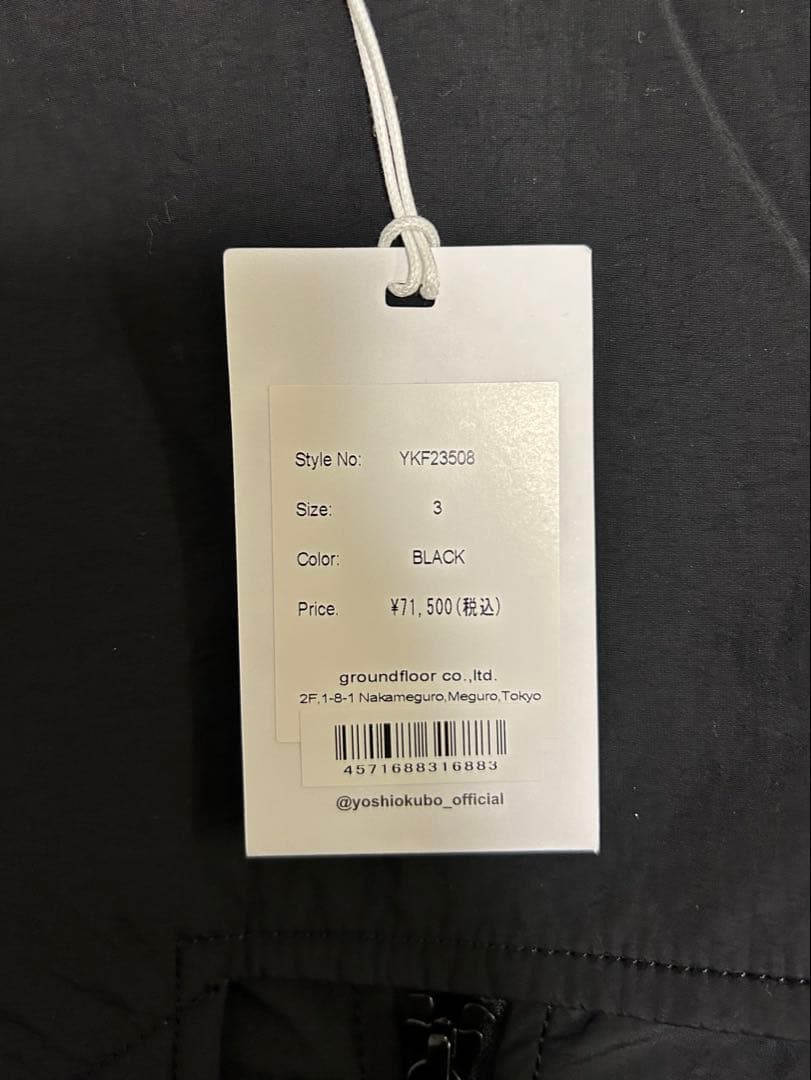 Style No: YKF23508
Size: 3
Color: BLACK
Price. ¥71,500(税込)
groundfloor co.,ltd.
2F,1-8-1 Nakameguro,Meguro,Tokyo
4571688316883
@yoshiokubo_official